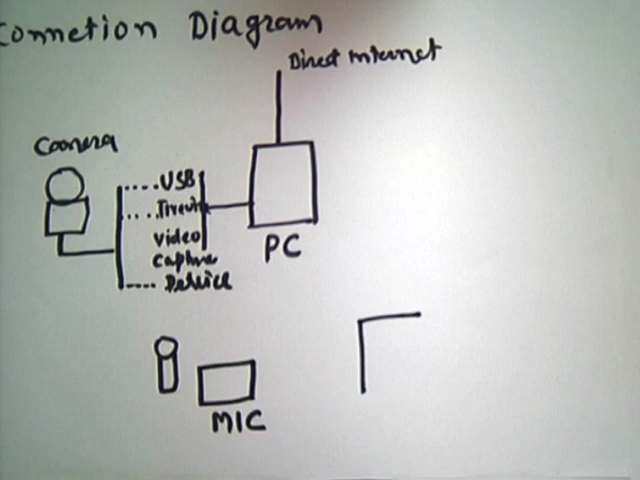 Connetion Diagram
Direct Internet
Camera
USB
Video
Capture
Device
PC
MIC